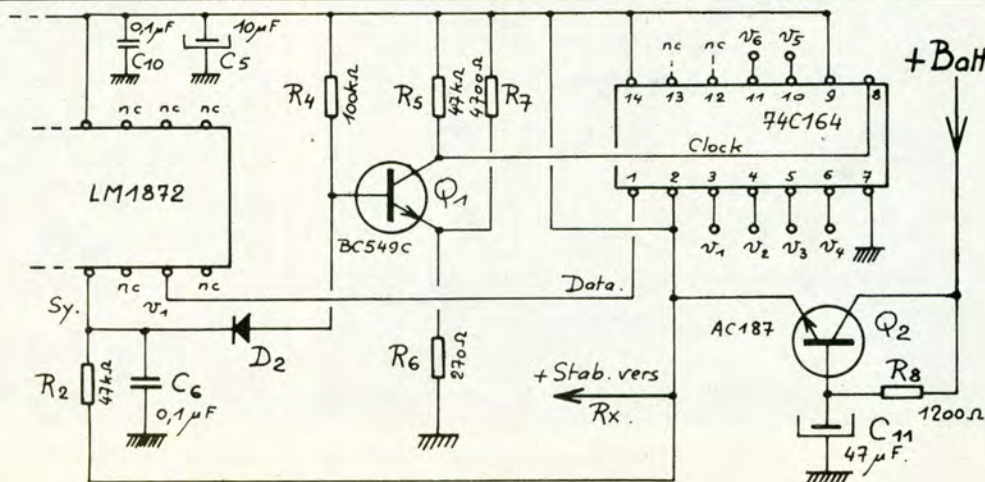 0,1µF
10µF
C10
C5
nc
nc
nc
LM1872
nc
v1
nc
Sy.
R2
47kΩ
C6
0,1µF
D2
R4
100kΩ
R5
47kΩ
4700Ω
R7
Q1
BC549C
Clock
Data.
R6
270Ω
+ Stab. vers
Rx
nc
nc
v6
v5
14
13
12
11
10
9
8
74C164
1
2
3
4
5
6
7
v1
v2
v3
v4
+ Batt
AC187
Q2
R8
1200Ω
C11
47µF.